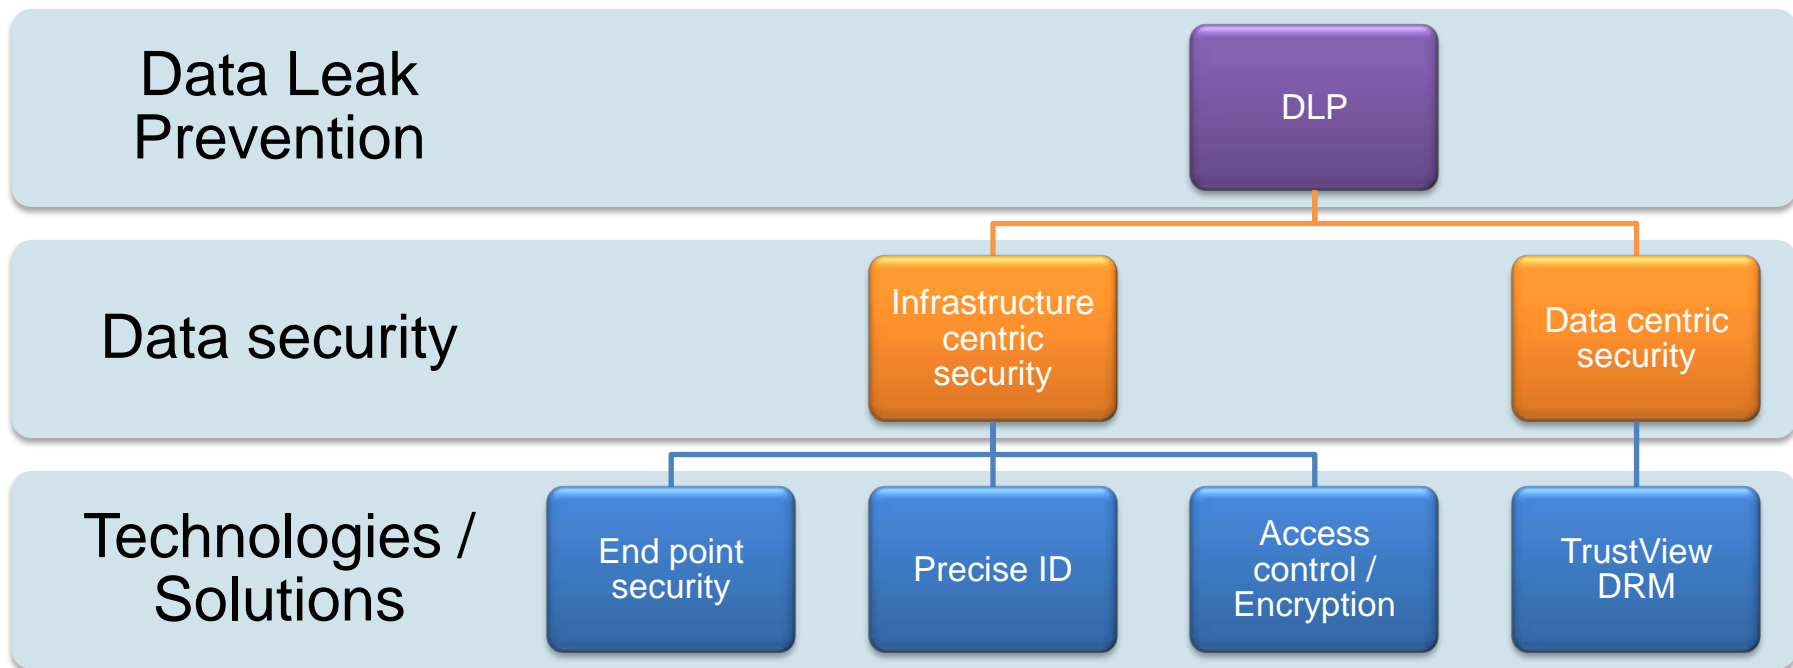 Data Leak
Prevention
DLP
Data security
Infrastructure
centric
security
Data centric
security
Technologies /
Solutions
End point
security
Precise ID
Access
control /
Encryption
TrustView
DRM